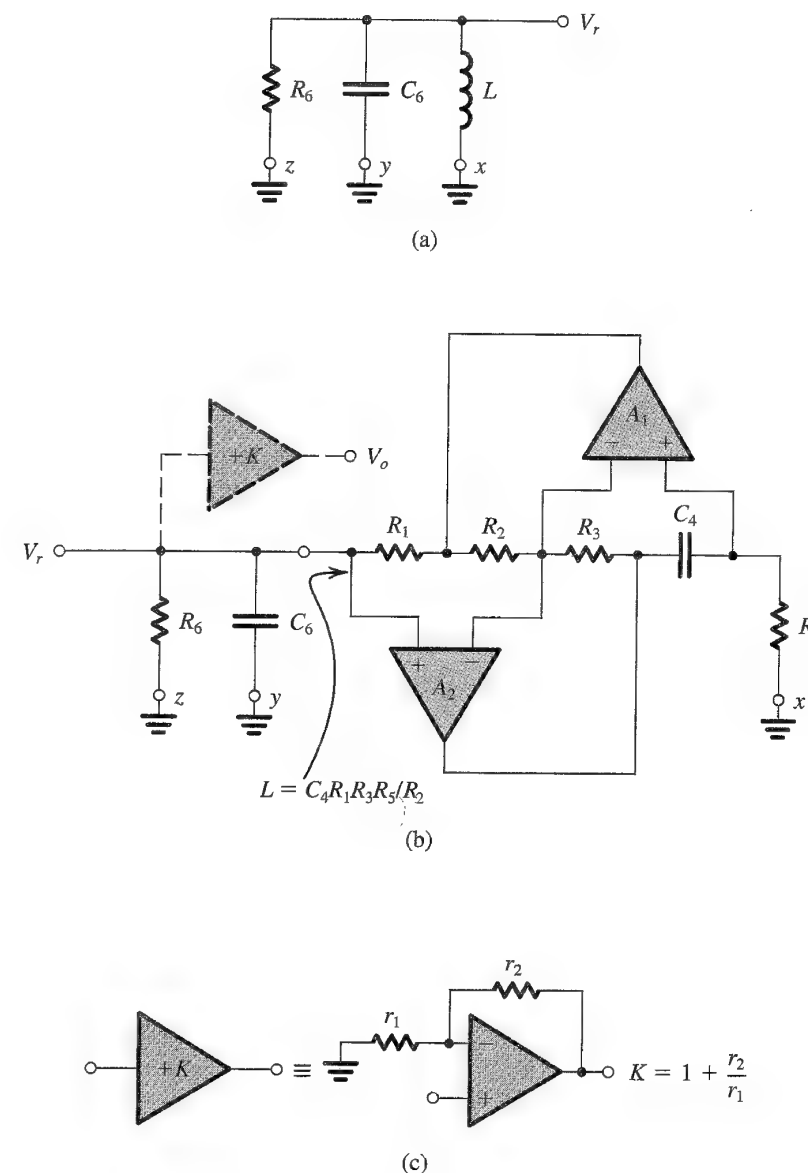 V_r
R_6
C_6
L
z
y
x
(a)
A_1
− +
+K
V_o
R_1
R_2
R_3
C_4
V_r
R_6
C_6
R
+ −
A_2
z
y
x
L = C_4R_1R_3R_5/R_2
(b)
r_2
r_1
+K
≡
−
+
K = 1 + r_2/r_1
(c)